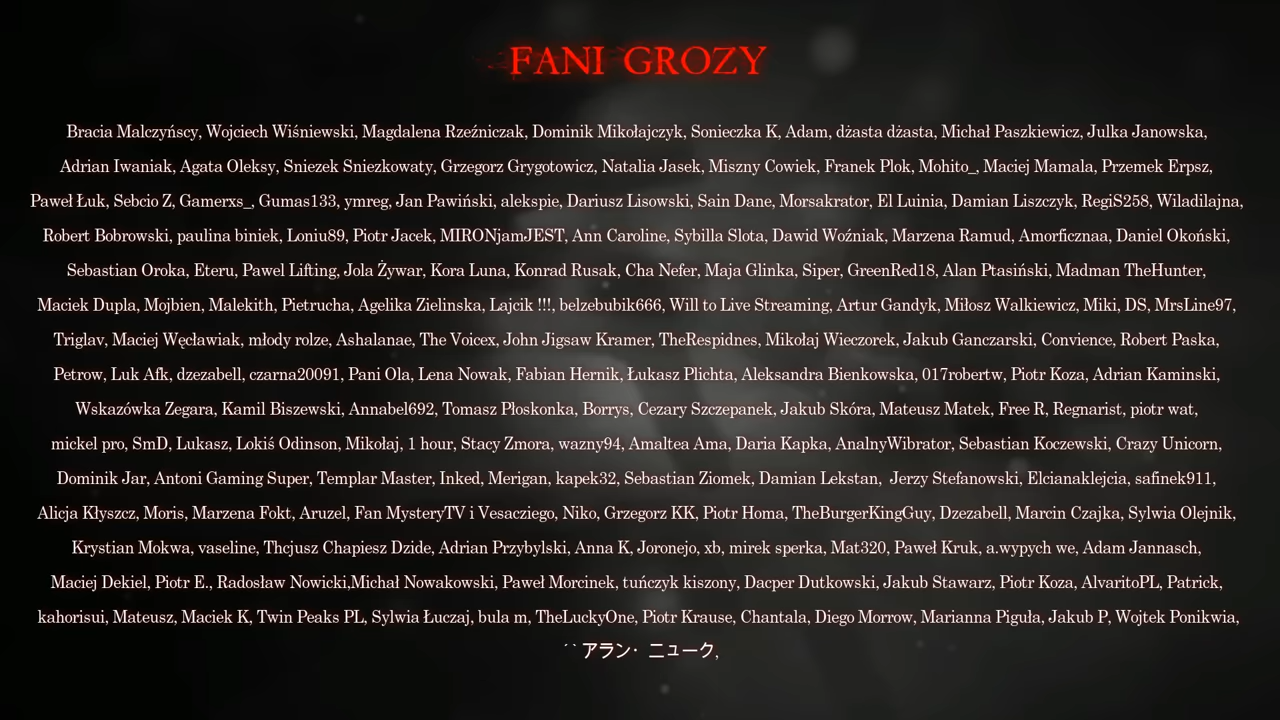 FANI GROZY
Bracia Malczyńscy, Wojciech Wiśniewski, Magdalena Rzeźniczak, Dominik Mikołajczyk, Sonieczka K, Adam, dżasta dżasta, Michał Paszkiewicz, Julka Janowska,
Adrian Iwaniak, Agata Oleksy, Sniezek Sniezkowaty, Grzegorz Grygotowicz, Natalia Jasek, Miszny Cowiek, Franek Plok, Mohito_, Maciej Mamala, Przemek Erpsz,
Paweł Łuk, Sebcio Z, Gamerxs_, Gumas133, ymreg, Jan Pawiński, alekspie, Dariusz Lisowski, Sain Dane, Morsakrator, El Luinia, Damian Liszczyk, RegiS258, Wiladilajna,
Robert Bobrowski, paulina biniek, Loniu89, Piotr Jacek, MIRONjamJEST, Ann Caroline, Sybilla Slota, Dawid Woźniak, Marzena Ramud, Amorficznaa, Daniel Okoński,
Sebastian Oroka, Eteru, Pawel Lifting, Jola Żywar, Kora Luna, Konrad Rusak, Cha Nefer, Maja Glinka, Siper, GreenRed18, Alan Ptasiński, Madman TheHunter,
Maciek Dupla, Mojbien, Malekith, Pietrucha, Agelika Zielinska, Lajcik !!!, belzebubik666, Will to Live Streaming, Artur Gandyk, Miłosz Walkiewicz, Miki, DS, MrsLine97,
Triglav, Maciej Węcławiak, młody rolze, Ashalanae, The Voicex, John Jigsaw Kramer, TheRespidnes, Mikołaj Wieczorek, Jakub Ganczarski, Convience, Robert Paska,
Petrow, Luk Afk, dzezabell, czarna20091, Pani Ola, Lena Nowak, Fabian Hernik, Łukasz Plichta, Aleksandra Bienkowska, 017robertw, Piotr Koza, Adrian Kaminski,
Wskazówka Zegara, Kamil Biszewski, Annabel692, Tomasz Płoskonka, Borrys, Cezary Szczepanek, Jakub Skóra, Mateusz Matek, Free R, Regnarist, piotr wat,
mickel pro, SmD, Lukasz, Lokiś Odinson, Mikołaj, 1 hour, Stacy Zmora, wazny94, Amaltea Ama, Daria Kapka, AnalnyWibrator, Sebastian Koczewski, Crazy Unicorn,
Dominik Jar, Antoni Gaming Super, Templar Master, Inked, Merigan, kapek32, Sebastian Ziomek, Damian Lekstan, Jerzy Stefanowski, Elcianaklejcia, safinek911,
Alicja Kłyszcz, Moris, Marzena Fokt, Aruzel, Fan MysteryTV i Vesacziego, Niko, Grzegorz KK, Piotr Homa, TheBurgerKingGuy, Dzezabell, Marcin Czajka, Sylwia Olejnik,
Krystian Mokwa, vaseline, Thcjusz Chapiesz Dzide, Adrian Przybylski, Anna K, Joronejo, xb, mirek sperka, Mat320, Paweł Kruk, a.wypych we, Adam Jannasch,
Maciej Dekiel, Piotr E., Radosław Nowicki,Michał Nowakowski, Paweł Morcinek, tuńczyk kiszony, Dacper Dutkowski, Jakub Stawarz, Piotr Koza, AlvaritoPL, Patrick,
kahorisui, Mateusz, Maciek K, Twin Peaks PL, Sylwia Łuczaj, bula m, TheLuckyOne, Piotr Krause, Chantala, Diego Morrow, Marianna Piguła, Jakub P, Wojtek Ponikwia,
´` アラン· ニューク,